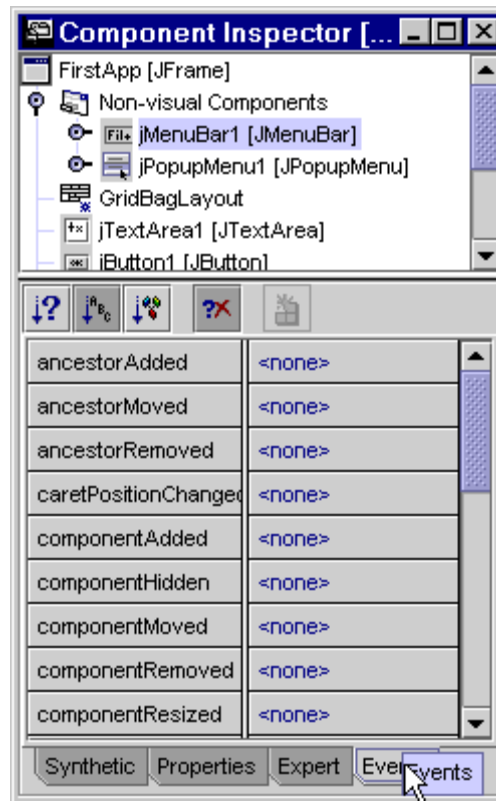 Component Inspector [...
FirstApp [JFrame]
Non-visual Components
jMenuBar1 [JMenuBar]
jPopupMenu1 [JPopupMenu]
GridBagLayout
jTextArea1 [JTextArea]
jButton1 [JButton]
ancestorAdded <none>
ancestorMoved <none>
ancestorRemoved <none>
caretPositionChanged <none>
componentAdded <none>
componentHidden <none>
componentMoved <none>
componentRemoved <none>
componentResized <none>
Synthetic Properties Expert Events